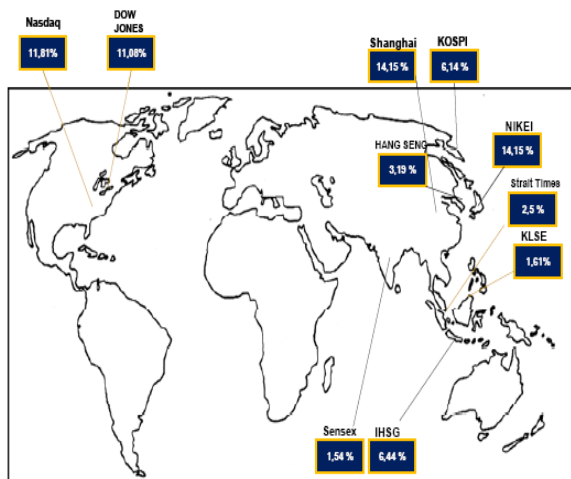 Nasdaq
11,81%
DOW
JONES
11,08%
Shanghai
14,15 %
KOSPI
6,14 %
HANG SENG
3,19 %
NIKEI
14,15 %
Strait Times
2,5 %
KLSE
1,61%
Sensex
1,54 %
IHSG
6,44 %